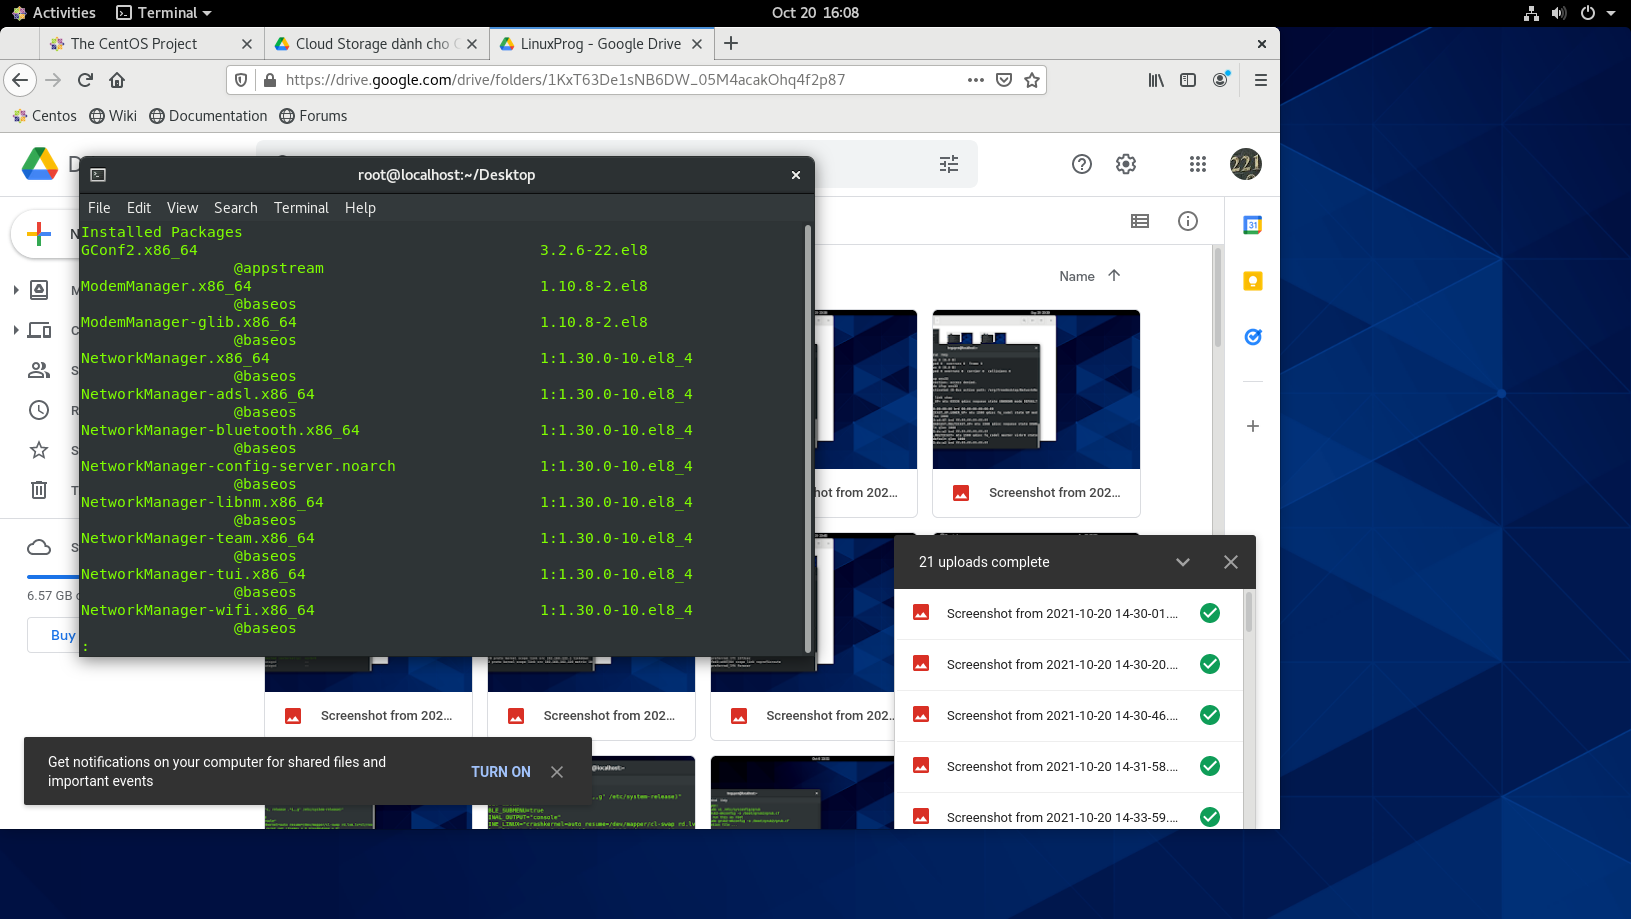 Activities
Terminal
Oct 20 16:08
The CentOS Project
Cloud Storage dành cho
LinuxProg - Google Drive
https://drive.google.com/drive/folders/1KxT63De1sNB6DW_05M4acakOhq4f2p87
Centos
Wiki
Documentation
Forums
221
root@localhost:~/Desktop
File Edit View Search Terminal Help
Installed Packages
GConf2.x86_64 3.2.6-22.el8
@appstream
ModemManager.x86_64 1.10.8-2.el8
@baseos
ModemManager-glib.x86_64 1.10.8-2.el8
@baseos
NetworkManager.x86_64 1:1.30.0-10.el8_4
@baseos
NetworkManager-adsl.x86_64 1:1.30.0-10.el8_4
@baseos
NetworkManager-bluetooth.x86_64 1:1.30.0-10.el8_4
@baseos
NetworkManager-config-server.noarch 1:1.30.0-10.el8_4
@baseos
NetworkManager-libnm.x86_64 1:1.30.0-10.el8_4
@baseos
NetworkManager-team.x86_64 1:1.30.0-10.el8_4
@baseos
NetworkManager-tui.x86_64 1:1.30.0-10.el8_4
@baseos
NetworkManager-wifi.x86_64 1:1.30.0-10.el8_4
@baseos
:
6.57 GB
Buy
Name
31
hot from 202...
Screenshot from 202...
Screenshot from 202...
Screenshot from 202...
Screenshot from 202...
21 uploads complete
Screenshot from 2021-10-20 14-30-01....
Screenshot from 2021-10-20 14-30-20....
Screenshot from 2021-10-20 14-30-46....
Screenshot from 2021-10-20 14-31-58....
Screenshot from 2021-10-20 14-33-59....
Get notifications on your computer for shared files and
important events
TURN ON